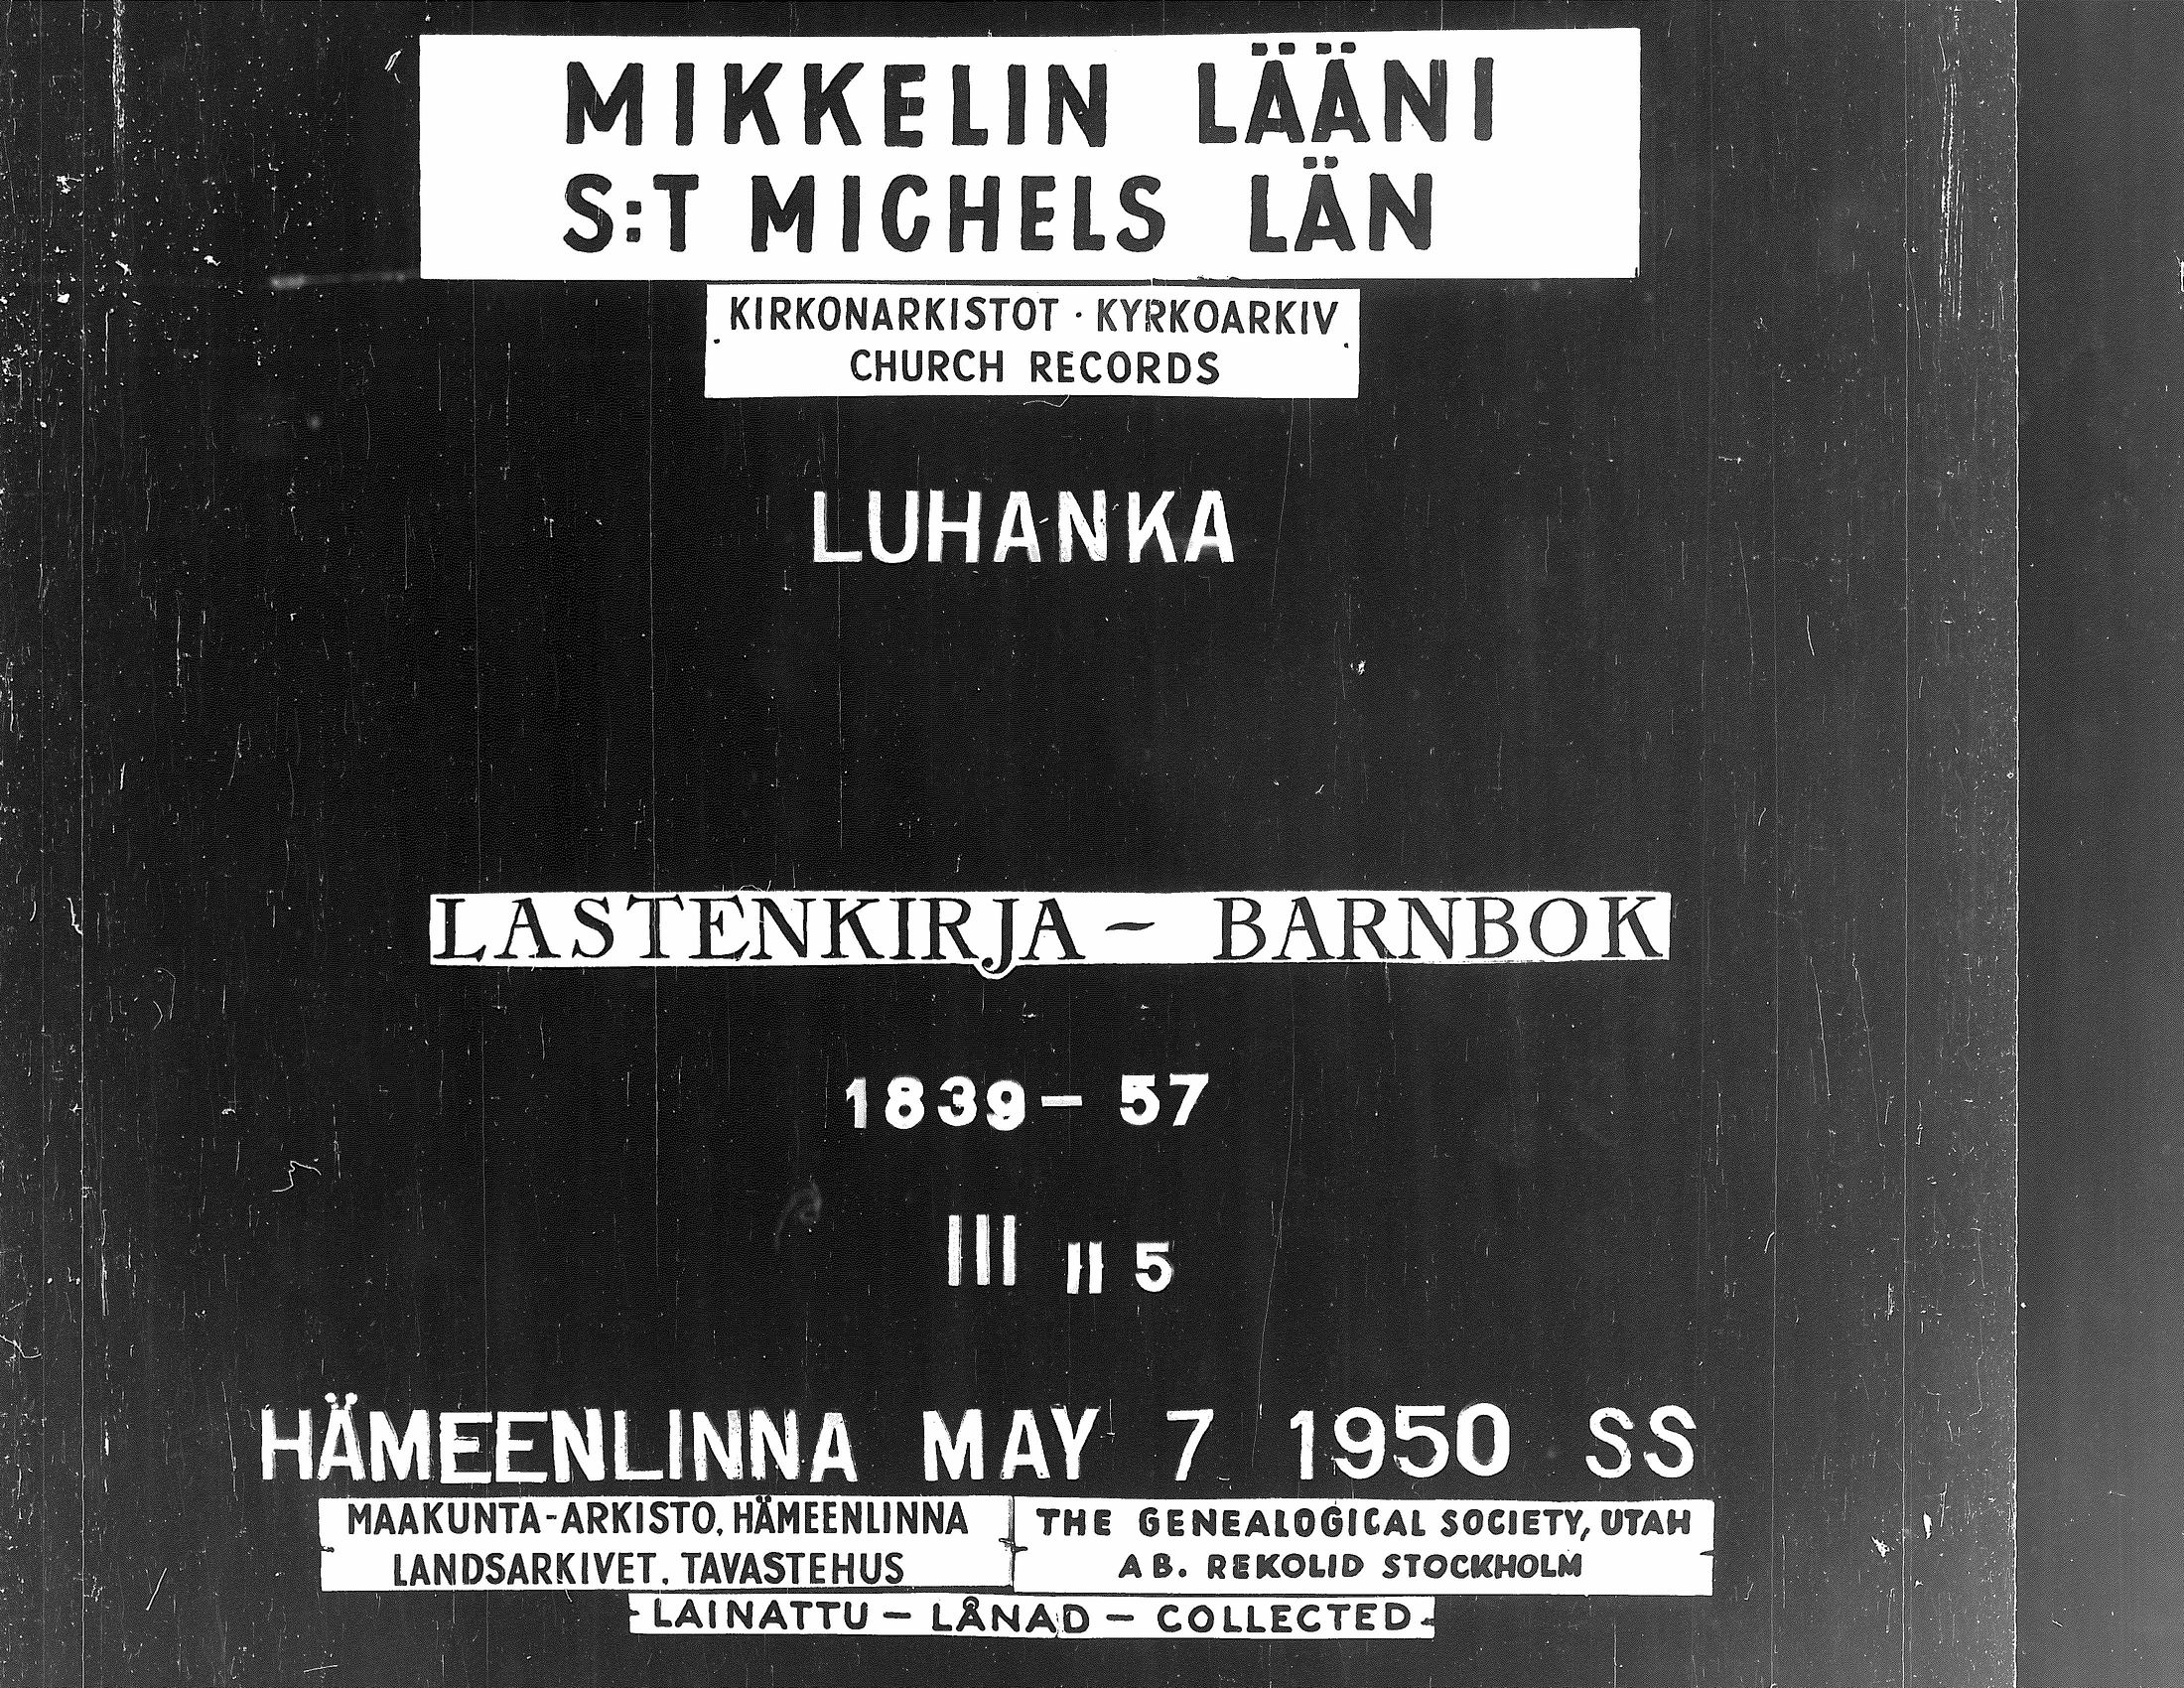 MIKKELIN LÄÄNI
S:T MICHELS LÄN
KIRKONARKISTOT · KYRKOARKIV
CHURCH RECORDS
LUHANKA
LASTENKIRJA - BARNBOK
1839 - 57
III II 5
HÄMEENLINNA MAY 7 1950 SS
MAAKUNTA-ARKISTO, HÄMEENLINNA
LANDSARKIVET, TAVASTEHUS
THE GENEALOGICAL SOCIETY, UTAH
AB. REKOLID STOCKHOLM
LAINATTU - LÅNAD - COLLECTED